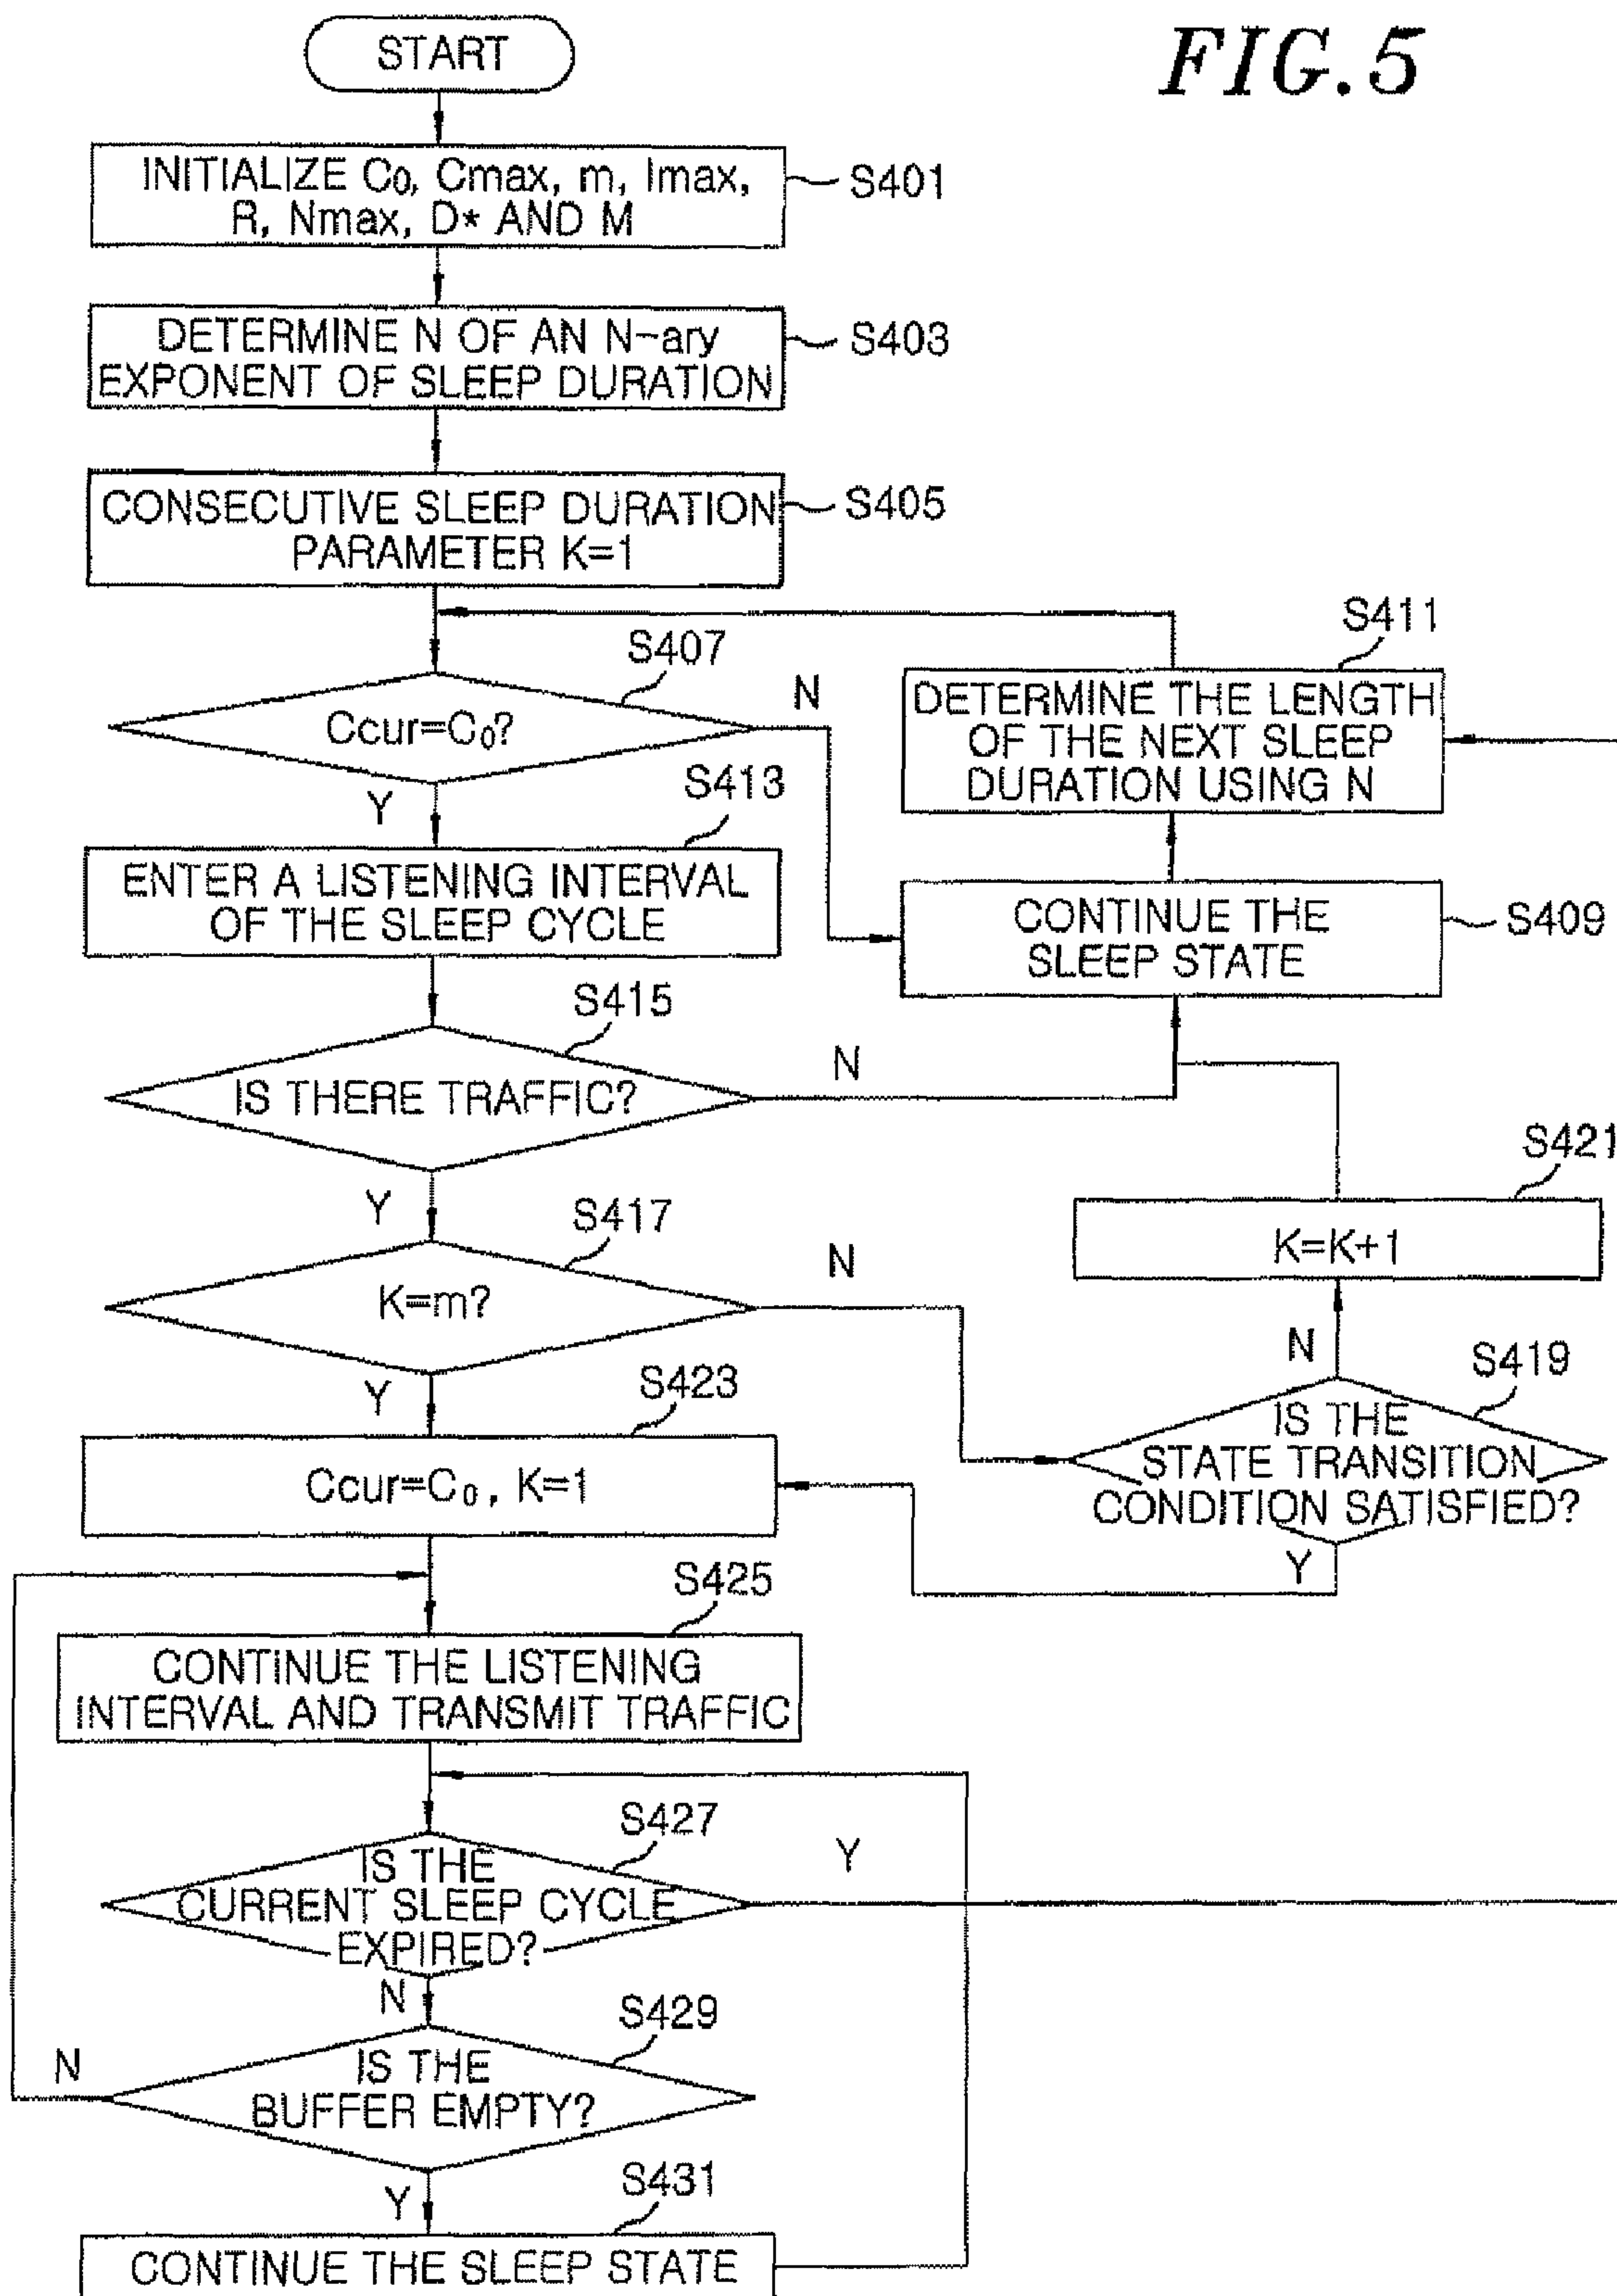 FIG.5
START
INITIALIZE C₀, Cmax, m, Imax,
R, Nmax, D* AND M
S401
DETERMINE N OF AN N-ary
EXPONENT OF SLEEP DURATION
S403
CONSECUTIVE SLEEP DURATION
PARAMETER K=1
S405
S407
Ccur=C₀?
N
Y
S411
DETERMINE THE LENGTH
OF THE NEXT SLEEP
DURATION USING N
S413
ENTER A LISTENING INTERVAL
OF THE SLEEP CYCLE
CONTINUE THE
SLEEP STATE
S409
S415
IS THERE TRAFFIC?
N
Y
S417
K=m?
N
Y
S421
K=K+1
N
S419
IS THE
STATE TRANSITION
CONDITION SATISFIED?
Y
S423
Ccur=C₀, K=1
S425
CONTINUE THE LISTENING
INTERVAL AND TRANSMIT TRAFFIC
S427
IS THE
CURRENT SLEEP CYCLE
EXPIRED?
Y
N
S429
IS THE
BUFFER EMPTY?
N
Y
S431
CONTINUE THE SLEEP STATE